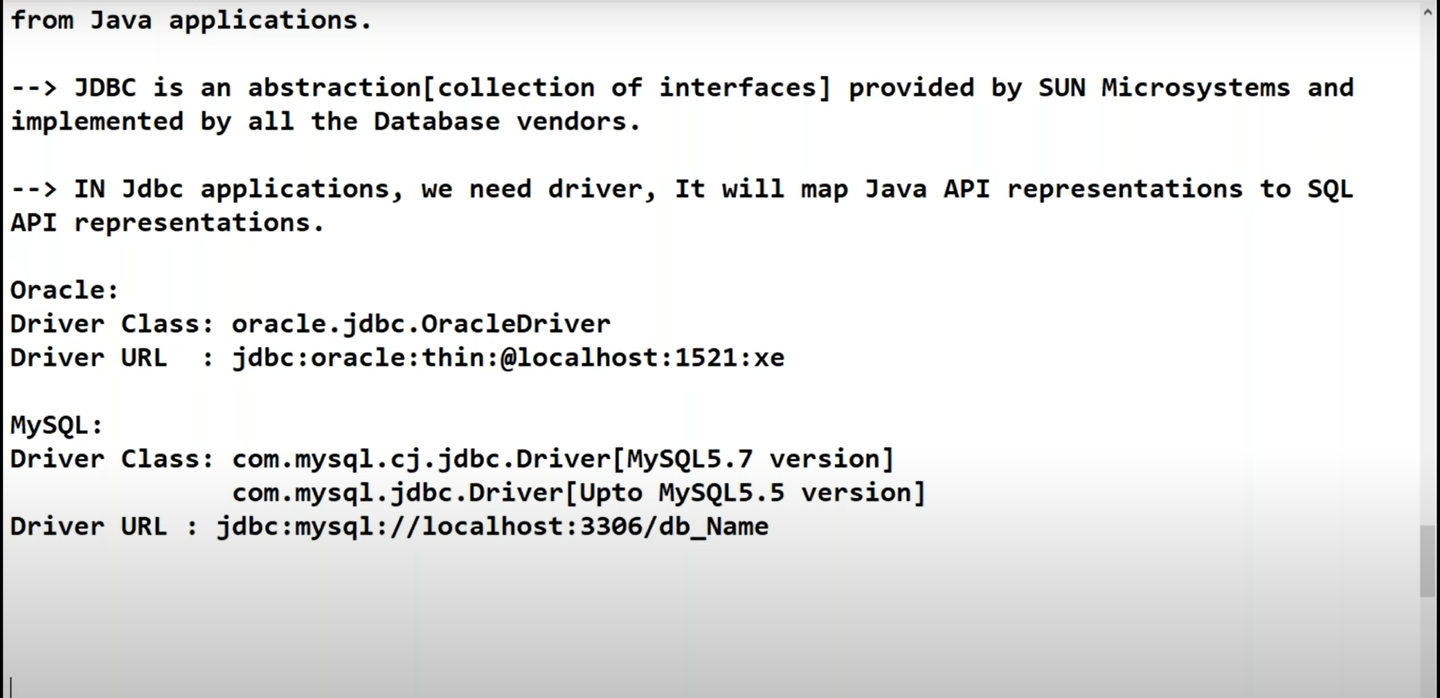 from Java applications.
--> JDBC is an abstraction[collection of interfaces] provided by SUN Microsystems and
implemented by all the Database vendors.
--> IN Jdbc applications, we need driver, It will map Java API representations to SQL
API representations.
Oracle:
Driver Class: oracle.jdbc.OracleDriver
Driver URL  : jdbc:oracle:thin:@localhost:1521:xe
MySQL:
Driver Class: com.mysql.cj.jdbc.Driver[MySQL5.7 version]
com.mysql.jdbc.Driver[Upto MySQL5.5 version]
Driver URL : jdbc:mysql://localhost:3306/db_Name